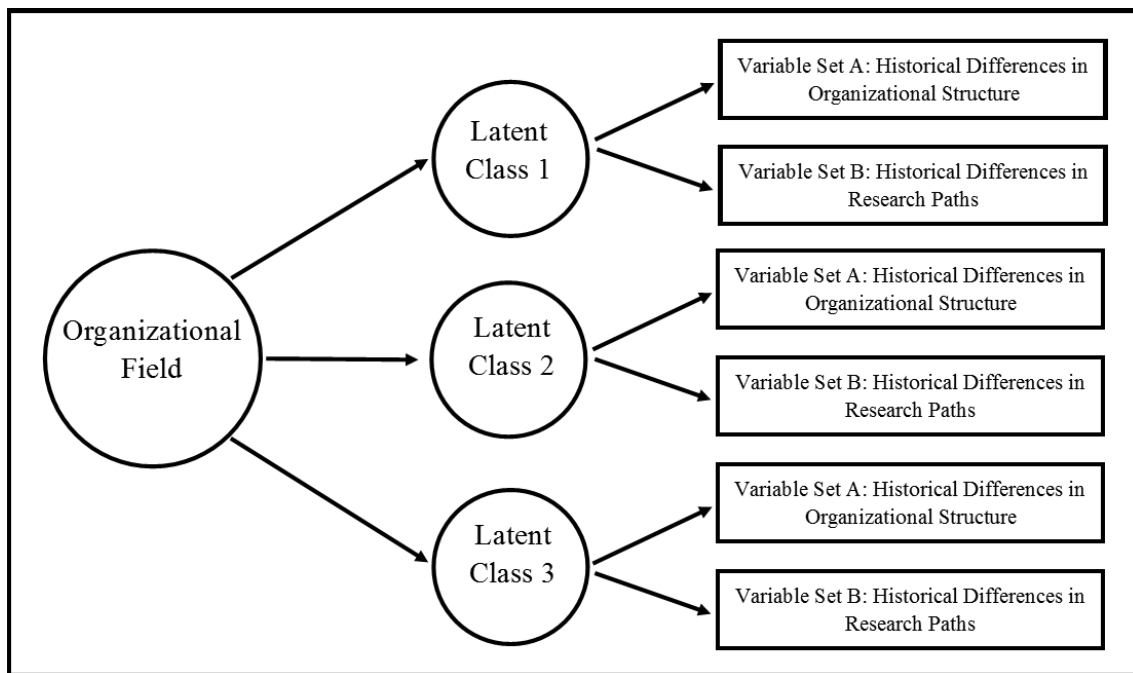 Organizational
Field
Latent
Class 1
Variable Set A: Historical Differences in
Organizational Structure
Variable Set B: Historical Differences in
Research Paths
Latent
Class 2
Variable Set A: Historical Differences in
Organizational Structure
Variable Set B: Historical Differences in
Research Paths
Latent
Class 3
Variable Set A: Historical Differences in
Organizational Structure
Variable Set B: Historical Differences in
Research Paths